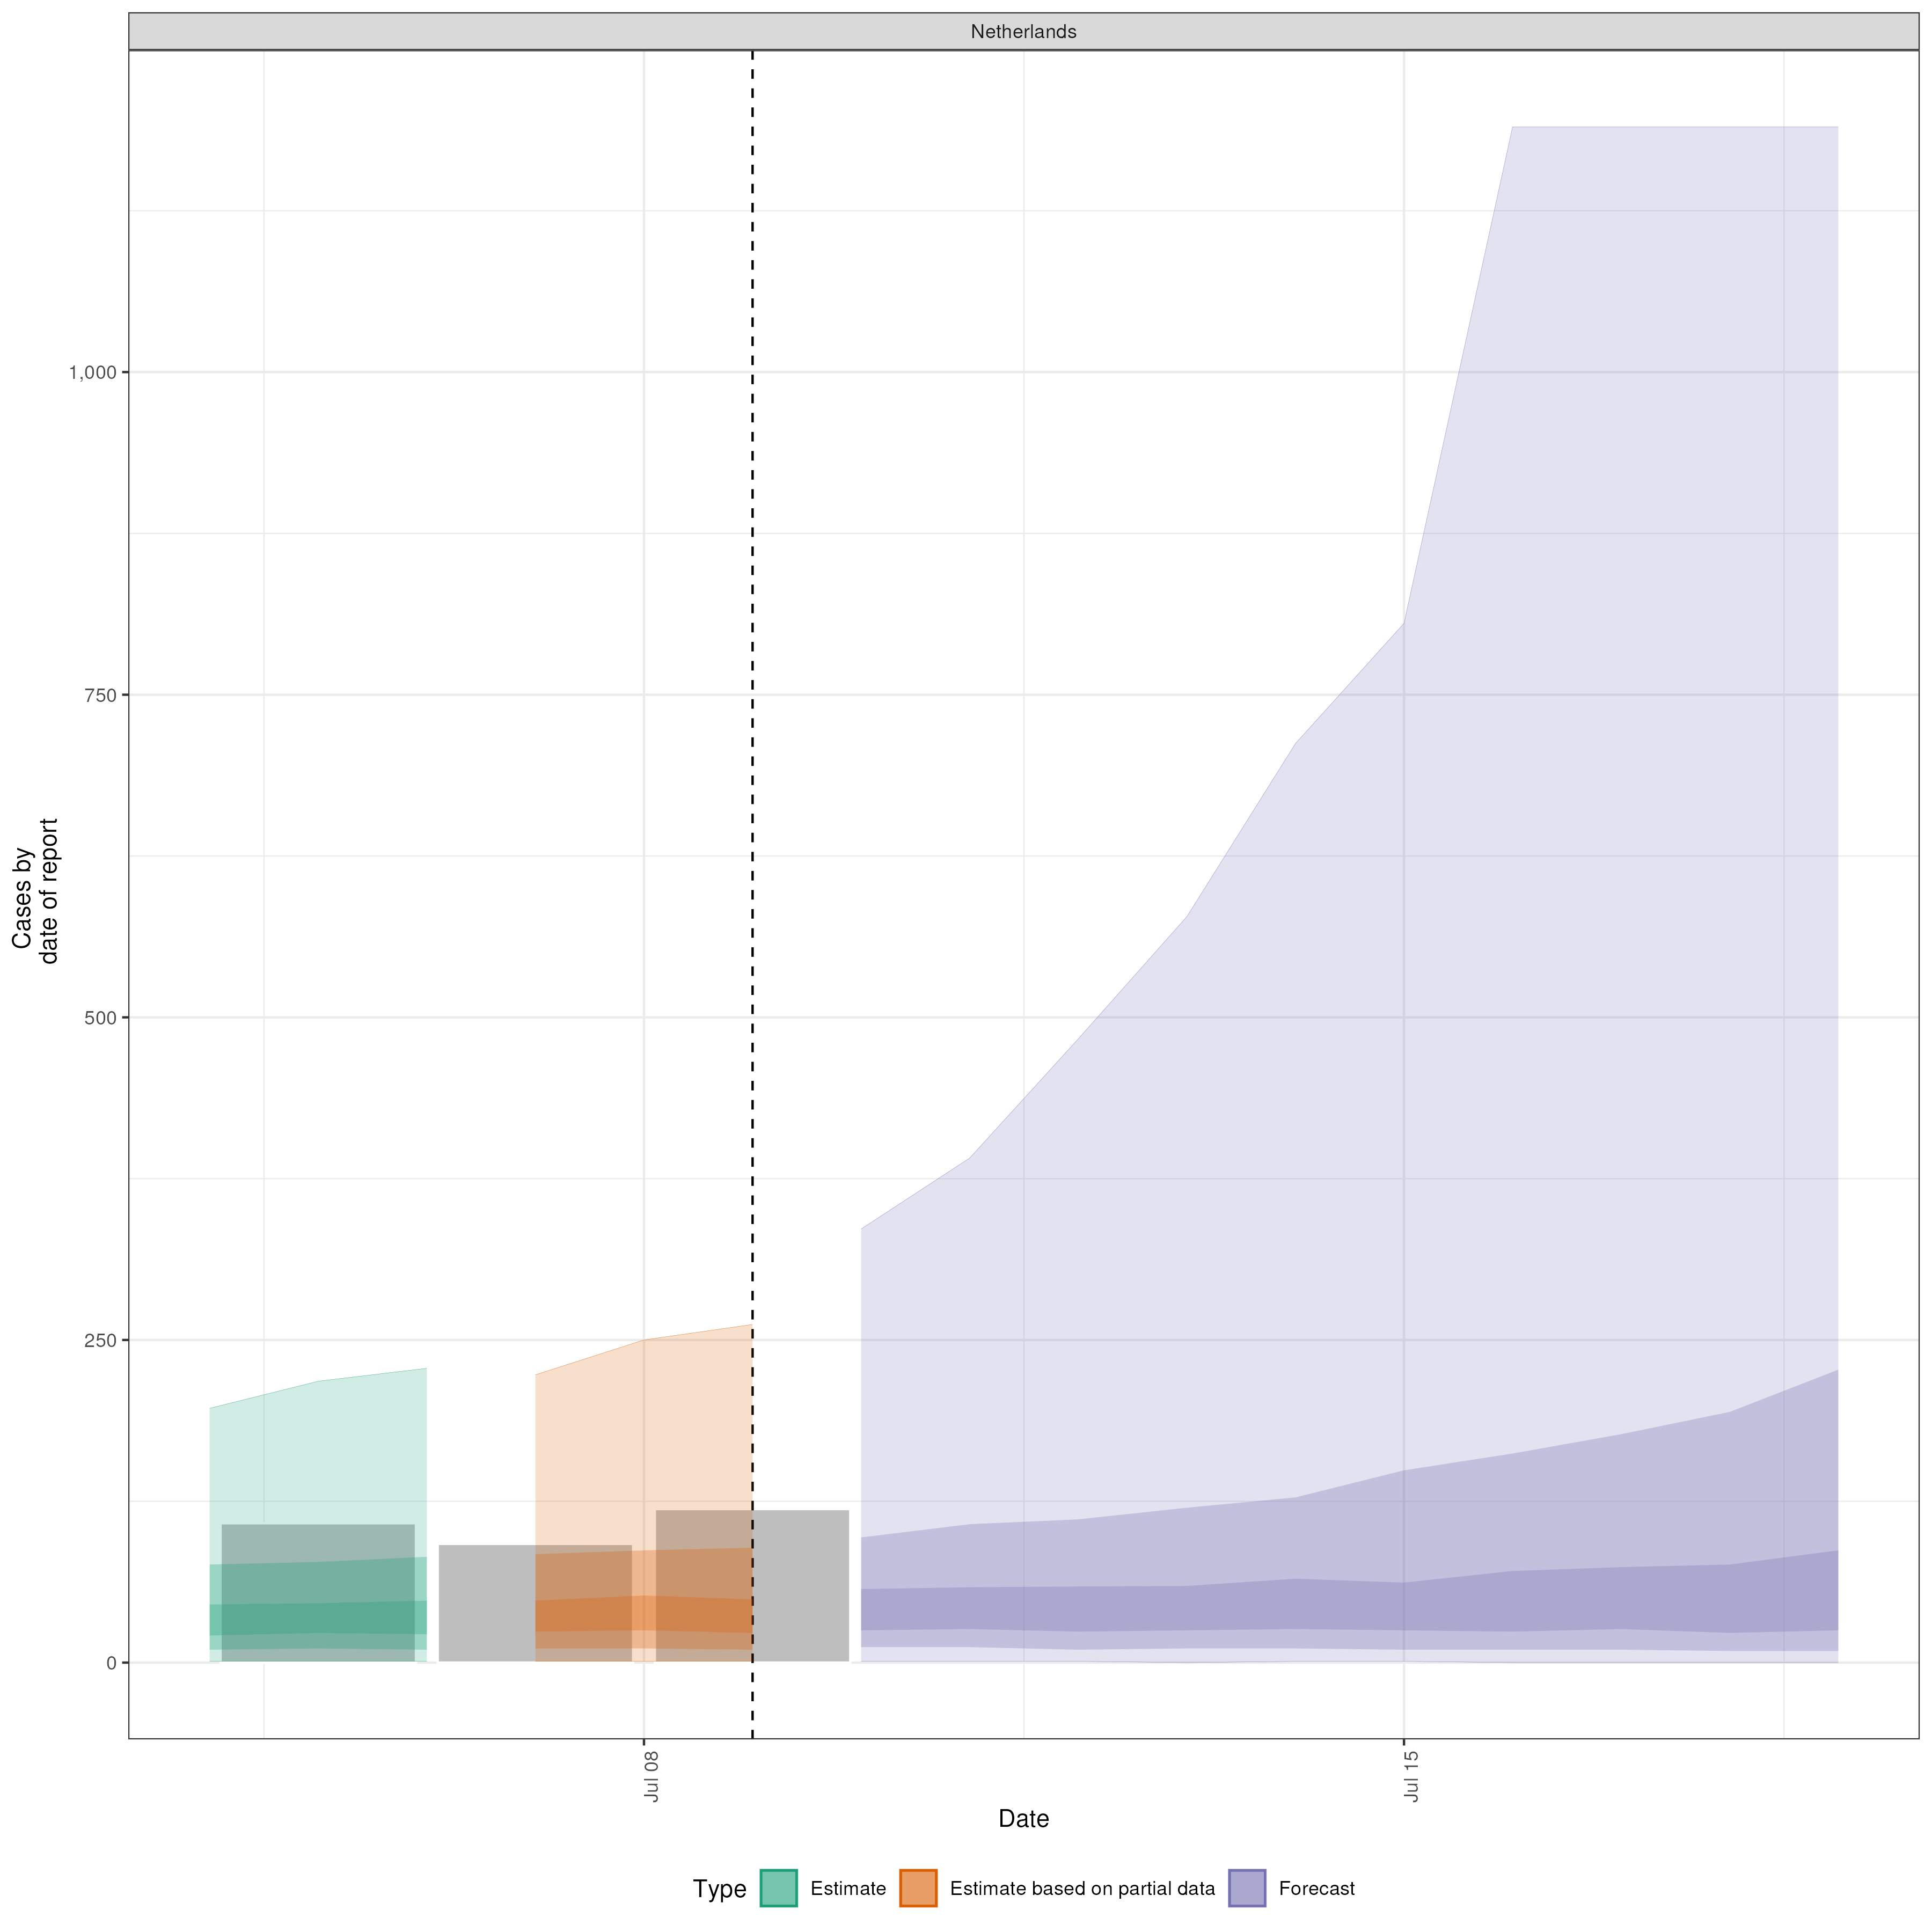 Netherlands
1,000
750
500
250
0
Cases by
date of report
Jul 08
Jul 15
Date
Type
Estimate
Estimate based on partial data
Forecast